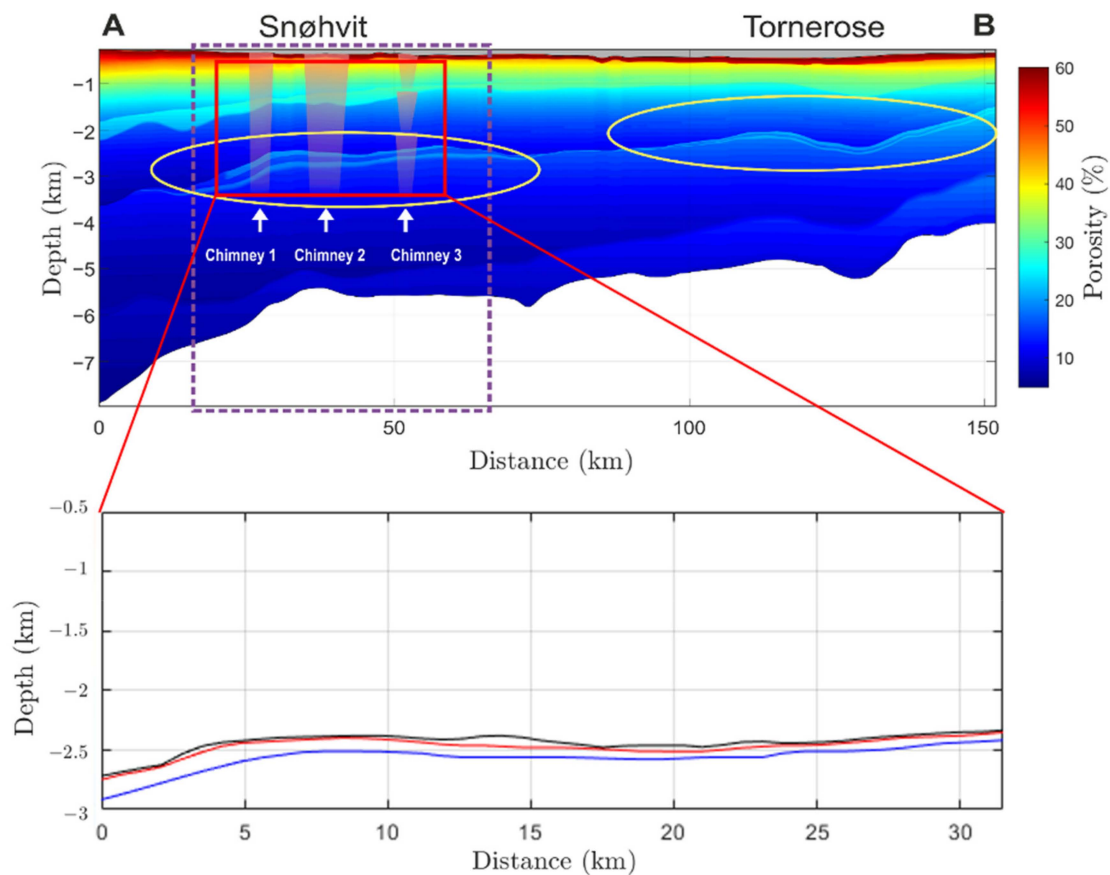 A Snøhvit Tornerose B
−1
−2
−3
−4
−5
−6
−7
Depth (km)
Chimney 1 Chimney 2 Chimney 3
0 50 100 150
Distance (km)
60
50
40
30
20
10
Porosity (%)
−0.5
−1
−1.5
−2
−2.5
−3
Depth (km)
0 5 10 15 20 25 30
Distance (km)